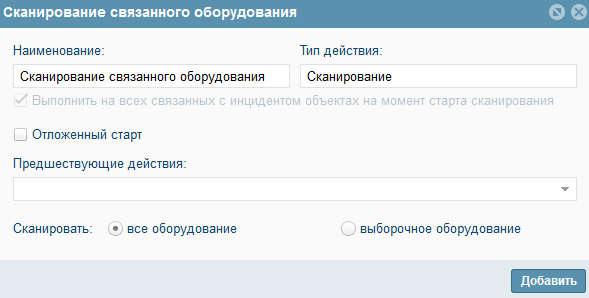 Сканирование связанного оборудования
Наименование: Тип действия:
Сканирование связанного оборудования Сканирование
Выполнить на всех связанных с инцидентом объектах на момент старта сканирования
Отложенный старт
Предшествующие действия:
Сканировать: все оборудование выборочное оборудование
Добавить